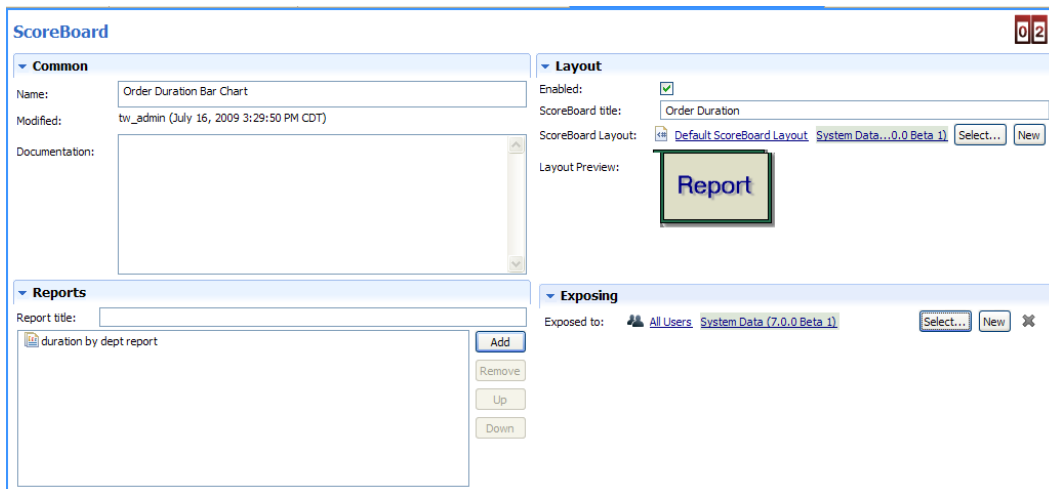 ScoreBoard
02
Common
Name: Order Duration Bar Chart
Modified: tw_admin (July 16, 2009 3:29:50 PM CDT)
Documentation:
Layout
Enabled:
ScoreBoard title: Order Duration
ScoreBoard Layout: Default ScoreBoard Layout System Data...0.0 Beta 1) Select... New
Layout Preview:
Report
Reports
Report title:
duration by dept report
Add
Remove
Up
Down
Exposing
Exposed to: All Users System Data (7.0.0 Beta 1) Select... New